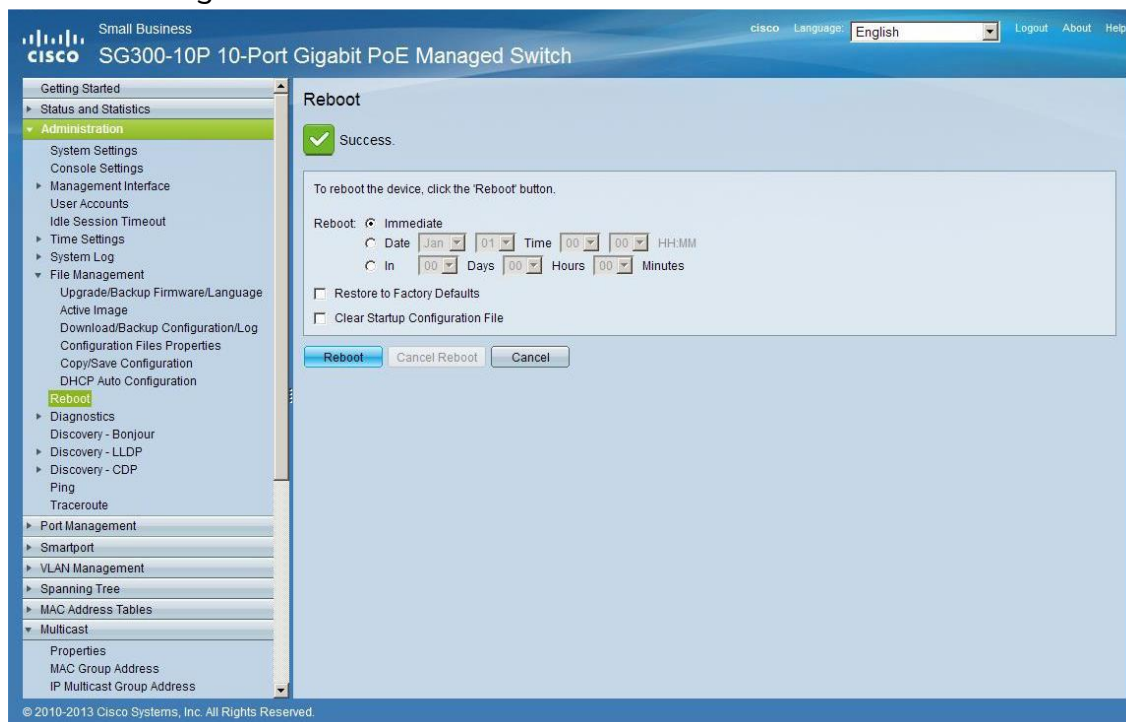 Small Business
cisco SG300-10P 10-Port Gigabit PoE Managed Switch
cisco Language: English Logout About Help
Getting Started
Status and Statistics
Administration
System Settings
Console Settings
Management Interface
User Accounts
Idle Session Timeout
Time Settings
System Log
File Management
Upgrade/Backup Firmware/Language
Active Image
Download/Backup Configuration/Log
Configuration Files Properties
Copy/Save Configuration
DHCP Auto Configuration
Reboot
Diagnostics
Discovery - Bonjour
Discovery - LLDP
Discovery - CDP
Ping
Traceroute
Port Management
Smartport
VLAN Management
Spanning Tree
MAC Address Tables
Multicast
Properties
MAC Group Address
IP Multicast Group Address
Reboot
Success.
To reboot the device, click the 'Reboot' button.
Reboot: Immediate
Date Jan 01 Time 00 00 HH:MM
In 00 Days 00 Hours 00 Minutes
Restore to Factory Defaults
Clear Startup Configuration File
Reboot Cancel Reboot Cancel
© 2010-2013 Cisco Systems, Inc. All Rights Reserved.